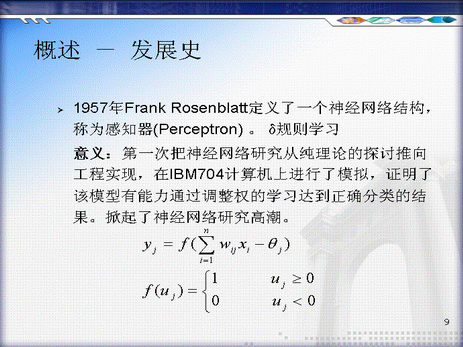 概述 － 发展史
➢ 1957年Frank Rosenblatt定义了一个神经网络结构，
称为感知器(Perceptron) 。 δ规则学习
意义：第一次把神经网络研究从纯理论的探讨推向
工程实现，在IBM704计算机上进行了模拟，证明了
该模型有能力通过调整权的学习达到正确分类的结
果。掀起了神经网络研究高潮。
y_j = f(∑_{i=1}^{n} w_{ij} x_i − θ_j)
f(u_j) = { 1 u_j ≥ 0
0 u_j < 0
9